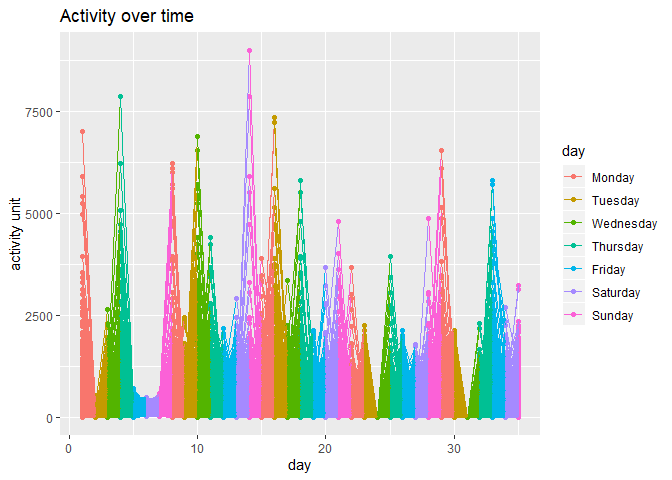 Activity over time
activity unit
7500
5000
2500
0
0 10 20 30
day
day
Monday
Tuesday
Wednesday
Thursday
Friday
Saturday
Sunday